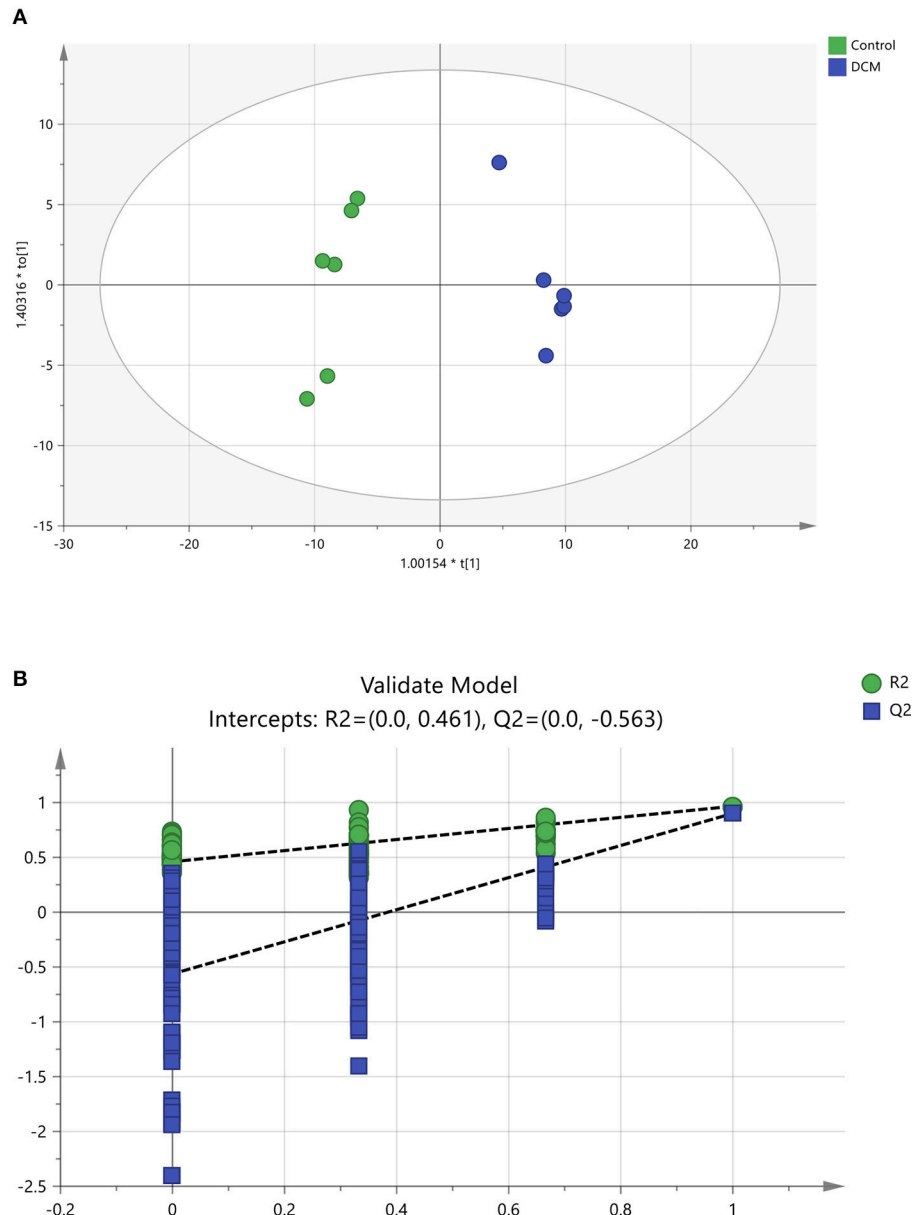 A
Control
DCM
10
5
0
-5
-10
-15
-30
-20
-10
0
10
20
1.40316 * to[1]
1.00154 * t[1]
B
Validate Model
Intercepts: R2=(0.0, 0.461), Q2=(0.0, -0.563)
R2
Q2
1
0.5
0
-0.5
-1
-1.5
-2
-2.5
-0.2
0
0.2
0.4
0.6
0.8
1